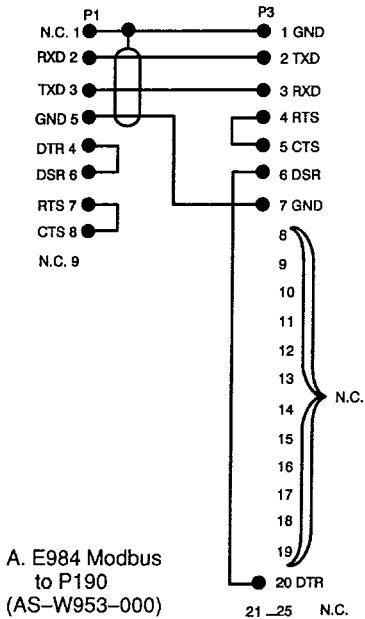 P1 P3
N.C. 1 1 GND
RXD 2 2 TXD
TXD 3 3 RXD
GND 5 4 RTS
DTR 4 5 CTS
DSR 6 6 DSR
RTS 7 7 GND
CTS 8 8
N.C. 9 9
10
11
12
13
N.C.
14
15
16
17
18
19
A. E984 Modbus
to P190
(AS–W953–000)
20 DTR
21 –25 N.C.